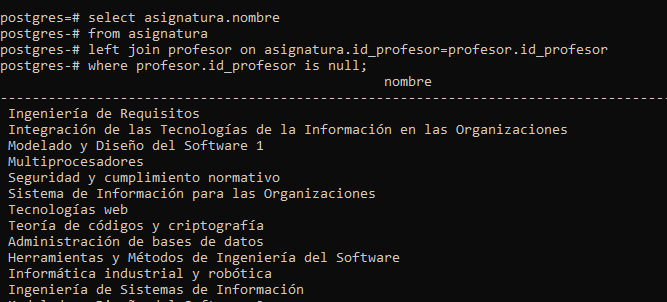 postgres=# select asignatura.nombre
postgres-# from asignatura
postgres-# left join profesor on asignatura.id_profesor=profesor.id_profesor
postgres-# where profesor.id_profesor is null;
nombre
--------------------------------------------------------------------------------
Ingeniería de Requisitos
Integración de las Tecnologías de la Información en las Organizaciones
Modelado y Diseño del Software 1
Multiprocesadores
Seguridad y cumplimiento normativo
Sistema de Información para las Organizaciones
Tecnologías web
Teoría de códigos y criptografía
Administración de bases de datos
Herramientas y Métodos de Ingeniería del Software
Informática industrial y robótica
Ingeniería de Sistemas de Información